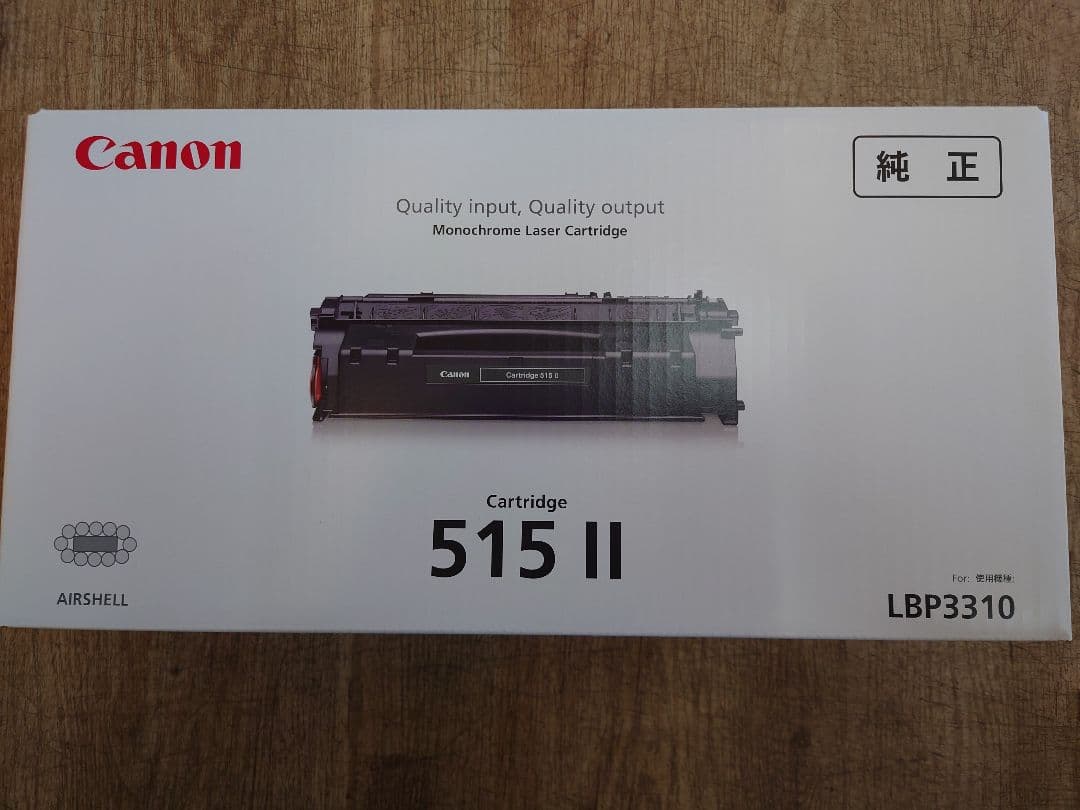 Canon
純 正
Quality input, Quality output
Monochrome Laser Cartridge
Canon
Cartridge 515 II
Cartridge
515 II
AIRSHELL
For: 使用機種:
LBP3310